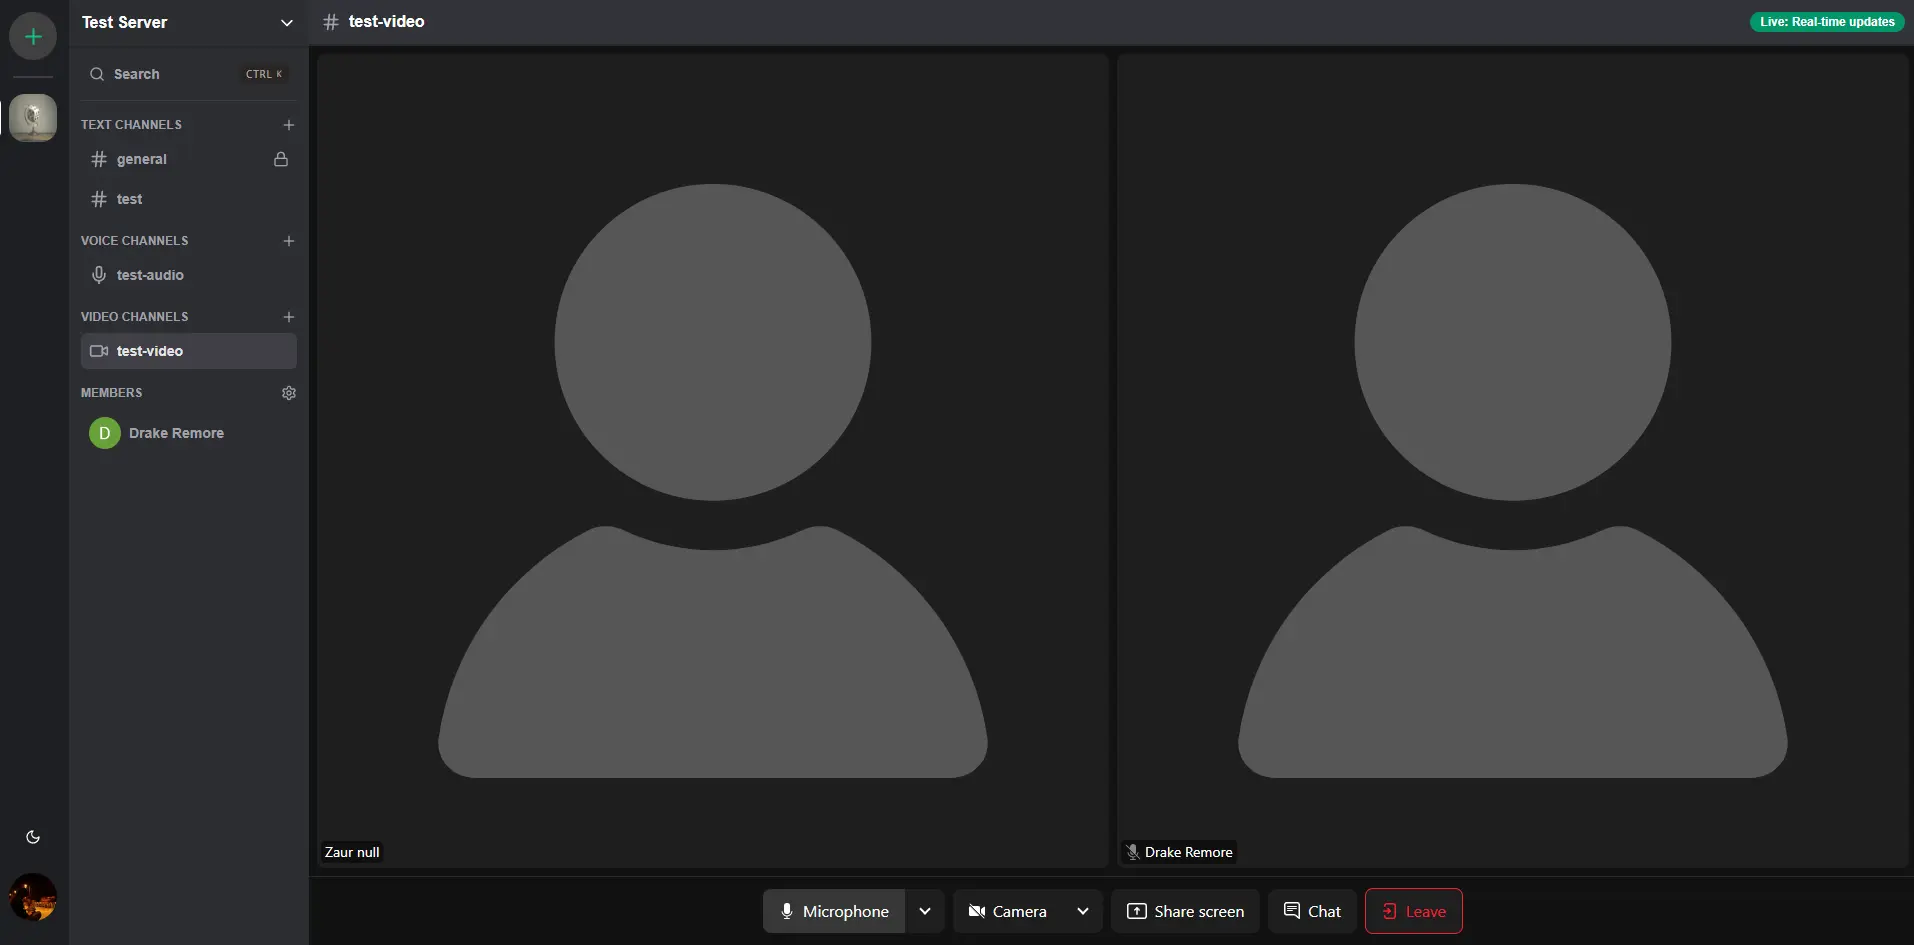 Test Server
# test-video
Live: Real-time updates
Search
CTRL K
TEXT CHANNELS
# general
# test
VOICE CHANNELS
test-audio
VIDEO CHANNELS
test-video
MEMBERS
D Drake Remore
Zaur null
Drake Remore
Microphone
Camera
Share screen
Chat
Leave